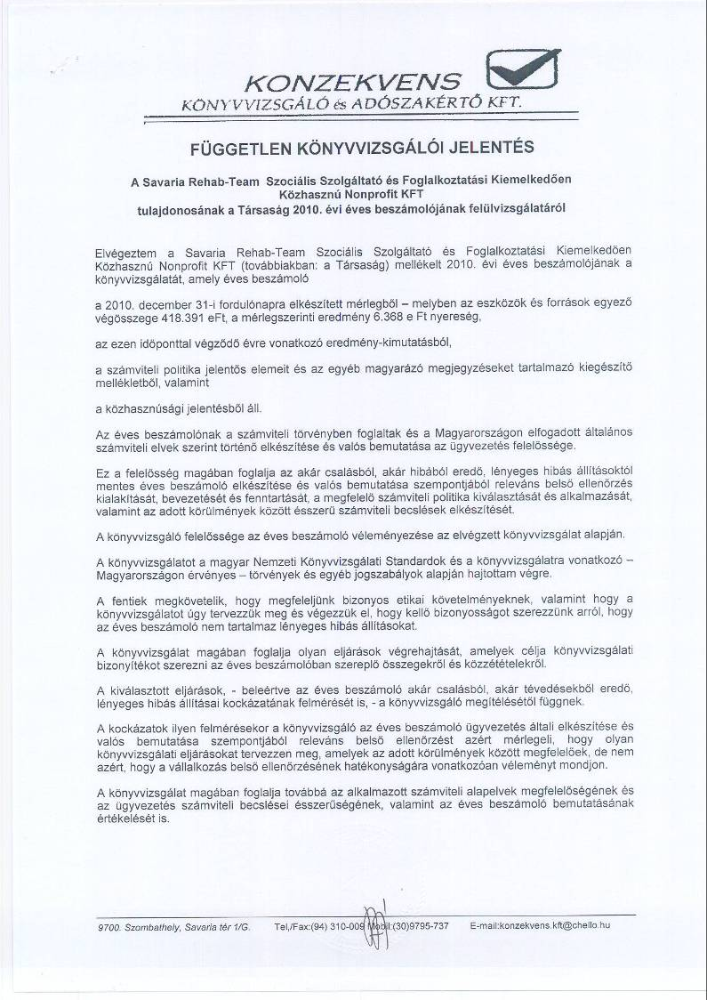 KONZEKVENS
KÖNYVVIZSGÁLÓ és ADÓSZAKÉRTŐ KFT.
FÜGGETLEN KÖNYVVIZSGÁLÓI JELENTÉS
A Savaria Rehab-Team Szociális Szolgáltató és Foglalkoztatási Kiemelkedően
Közhasznú Nonprofit KFT
tulajdonosának a Társaság 2010. évi éves beszámolójának felülvizsgálatáról
Elvégeztem a Savaria Rehab-Team Szociális Szolgáltató és Foglalkoztatási Kiemelkedően
Közhasznú Nonprofit KFT (továbbiakban: a Társaság) mellékelt 2010. évi éves beszámolójának a
könyvvizsgálatát, amely éves beszámoló
a 2010. december 31-i fordulónapra elkészített mérlegből – melyben az eszközök és források egyező
végösszege 418.391 eFt, a mérlegszerinti eredmény 6.368 e Ft nyereség,
az ezen időponttal végződő évre vonatkozó eredmény-kimutatásból,
a számviteli politika jelentős elemeit és az egyéb magyarázó megjegyzéseket tartalmazó kiegészítő
mellékletből, valamint
a közhasznúsági jelentésből áll.
Az éves beszámolónak a számviteli törvényben foglaltak és a Magyarországon elfogadott általános
számviteli elvek szerint történő elkészítése és valós bemutatása az ügyvezetés felelőssége.
Ez a felelősség magában foglalja az akár csalásból, akár hibából eredő, lényeges hibás állításoktól
mentes éves beszámoló elkészítése és valós bemutatása szempontjából releváns belső ellenőrzés
kialakítását, bevezetését és fenntartását, a megfelelő számviteli politika kiválasztását és alkalmazását,
valamint az adott körülmények között ésszerű számviteli becslések elkészítését.
A könyvvizsgáló felelőssége az éves beszámoló véleményezése az elvégzett könyvvizsgálat alapján.
A könyvvizsgálatot a magyar Nemzeti Könyvvizsgálati Standardok és a könyvvizsgálatra vonatkozó –
Magyarországon érvényes – törvények és egyéb jogszabályok alapján hajtottam végre.
A fentiek megkövetelik, hogy megfeleljünk bizonyos etikai követelményeknek, valamint hogy a
könyvvizsgálatot úgy tervezzük meg és végezzük el, hogy kellő bizonyosságot szerezzünk arról, hogy
az éves beszámoló nem tartalmaz lényeges hibás állításokat.
A könyvvizsgálat magában foglalja olyan eljárások végrehajtását, amelyek célja könyvvizsgálati
bizonyítékot szerezni az éves beszámolóban szereplő összegekről és közzétételekről.
A kiválasztott eljárások, - beleértve az éves beszámoló akár csalásból, akár tévedésekből eredő,
lényeges hibás állításai kockázatának felmérését is, - a könyvvizsgáló megítélésétől függnek.
A kockázatok ilyen felmérésekor a könyvvizsgáló az éves beszámoló ügyvezetés általi elkészítése és
valós bemutatása szempontjából releváns belső ellenőrzést azért mérlegeli, hogy olyan
könyvvizsgálati eljárásokat tervezzen meg, amelyek az adott körülmények között megfelelőek, de nem
azért, hogy a vállalkozás belső ellenőrzésének hatékonyságára vonatkozóan véleményt mondjon.
A könyvvizsgálat magában foglalja továbbá az alkalmazott számviteli alapelvek megfelelőségének és
az ügyvezetés számviteli becslései ésszerűségének, valamint az éves beszámoló bemutatásának
értékelését is.
9700. Szombathely, Savaria tér 1/G. Tel,/Fax:(94) 310-009 Mobil:(30)9795-737 E-mail:konzekvens.kft@chello.hu